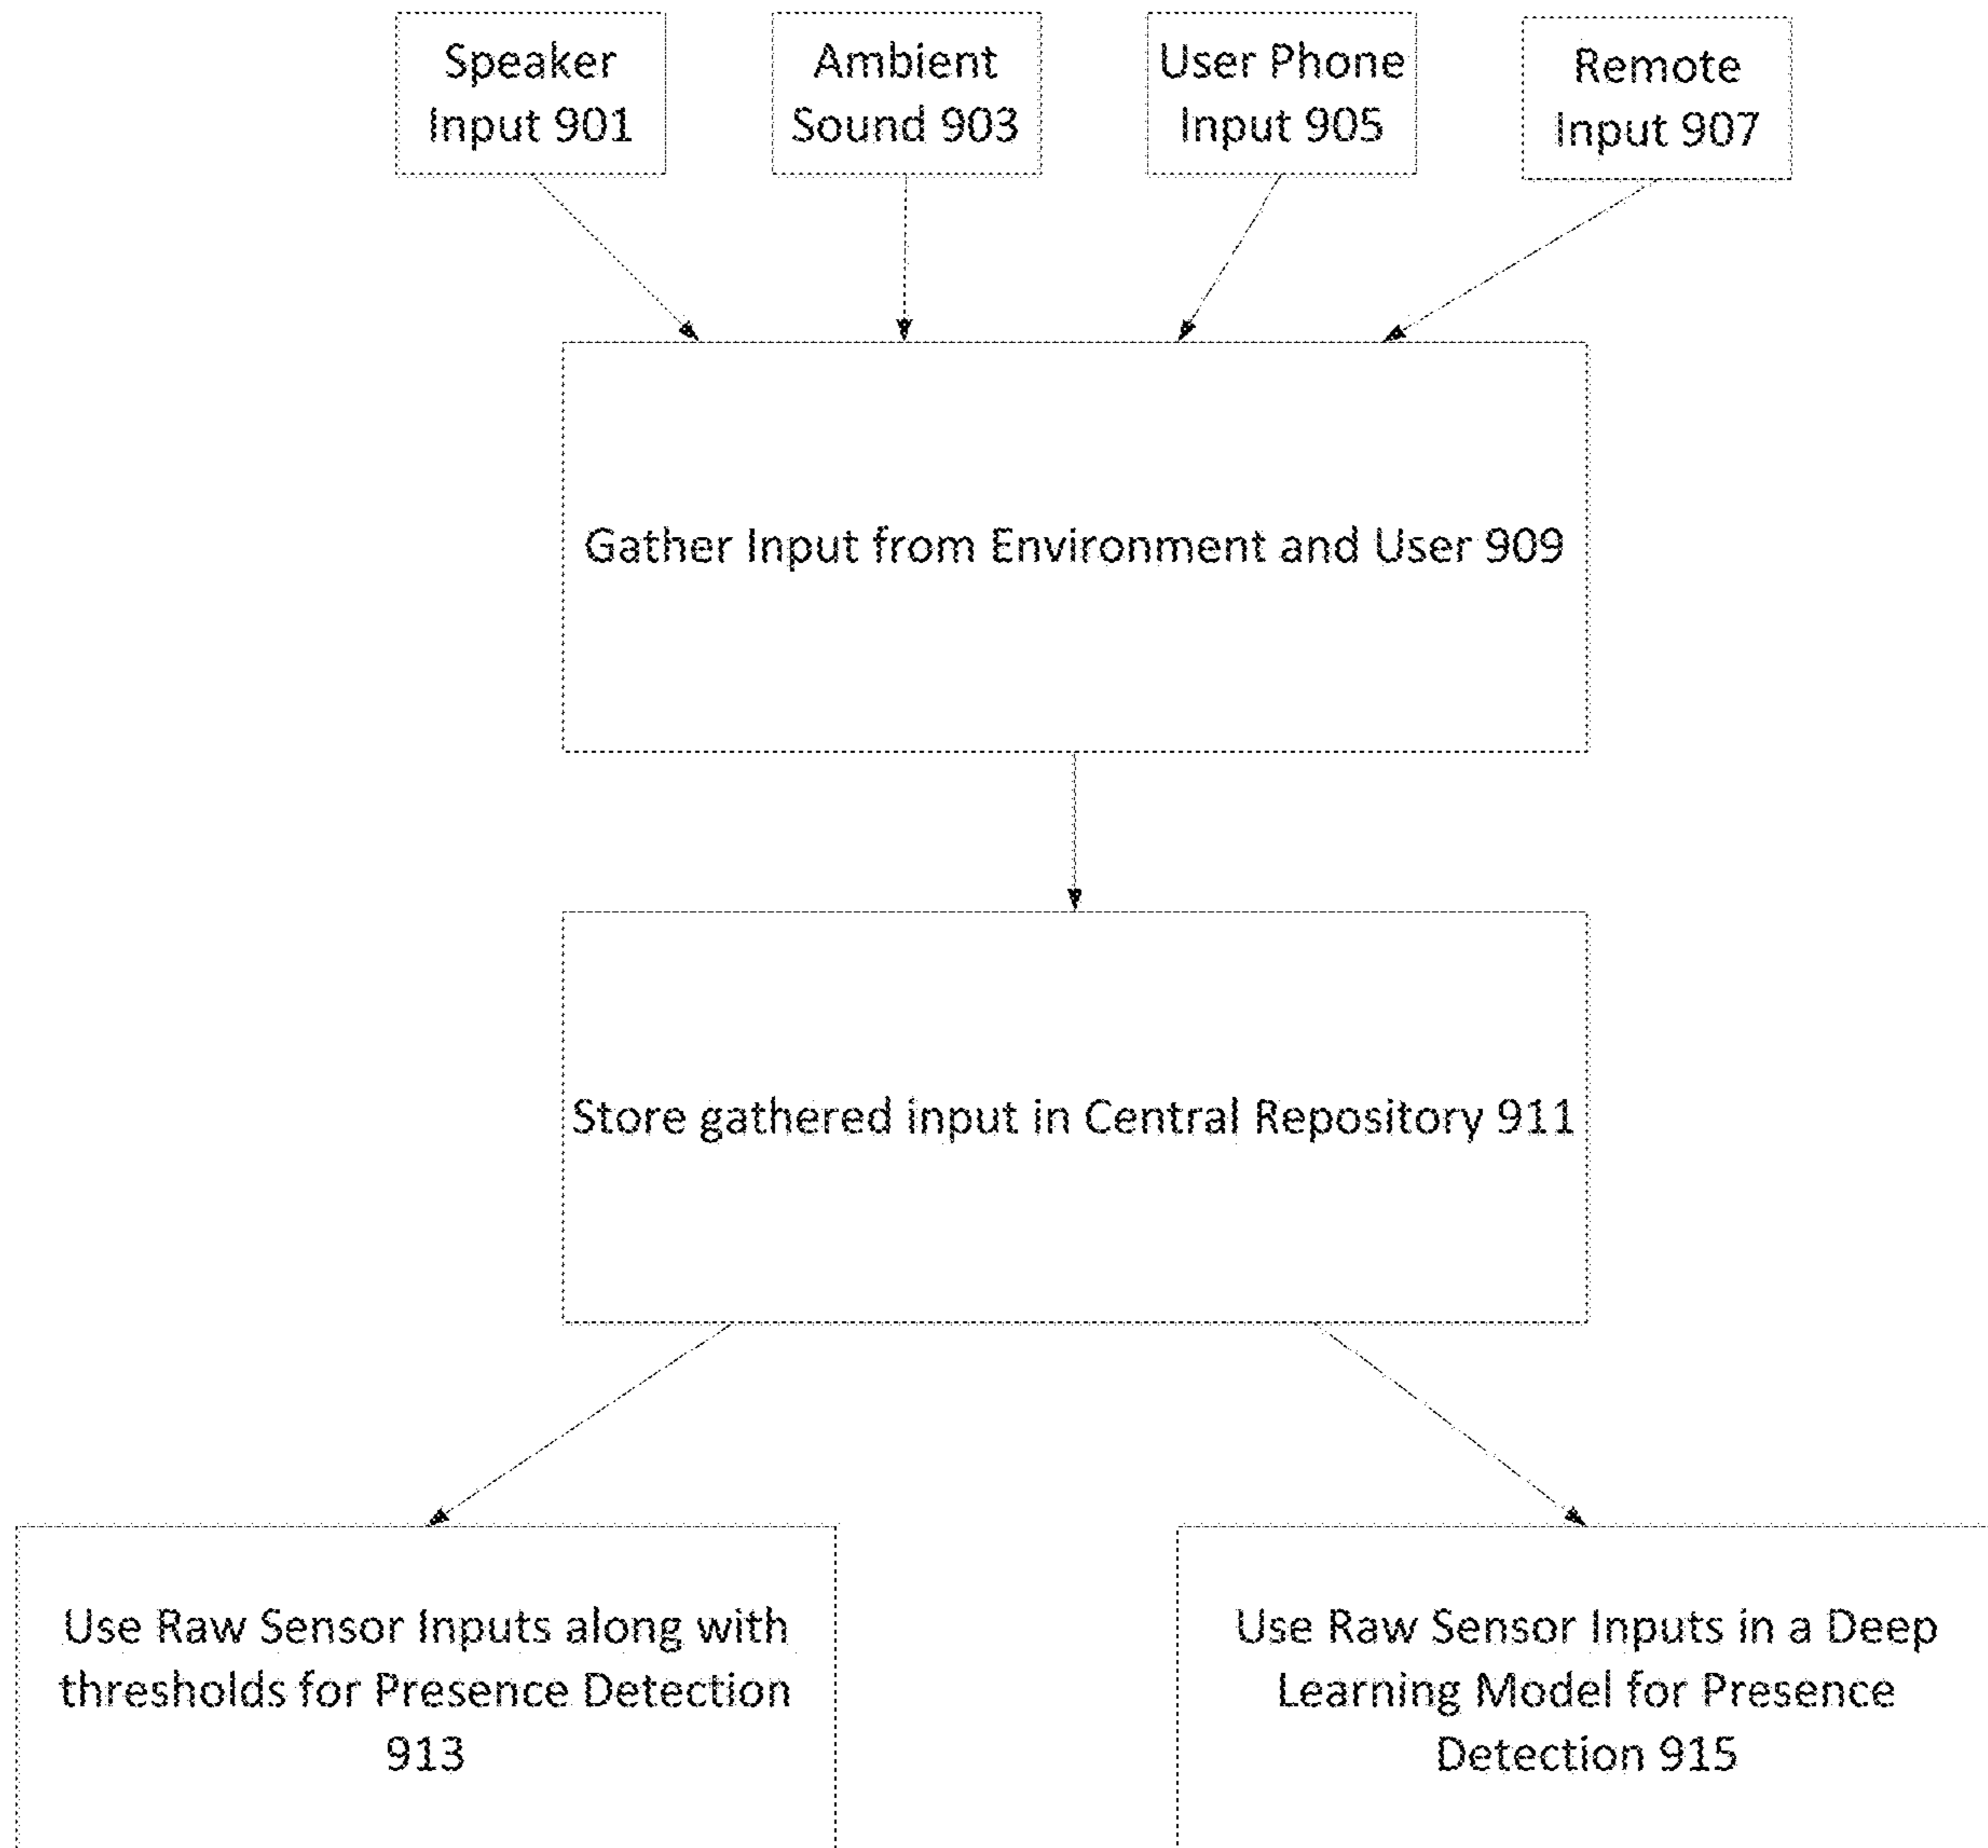 Speaker
Input 901
Ambient
Sound 903
User Phone
Input 905
Remote
Input 907
Gather Input from Environment and User 909
Store gathered input in Central Repository 911
Use Raw Sensor Inputs along with
thresholds for Presence Detection
913
Use Raw Sensor Inputs in a Deep
Learning Model for Presence
Detection 915